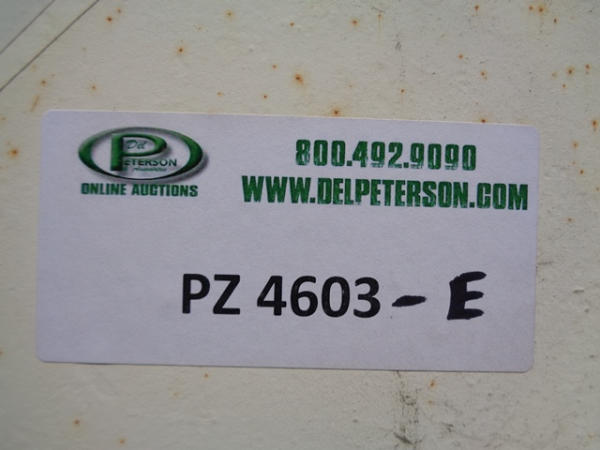 Del
PETERSON
ONLINE AUCTIONS
800.492.9090
WWW.DELPETERSON.COM
PZ 4603 - E